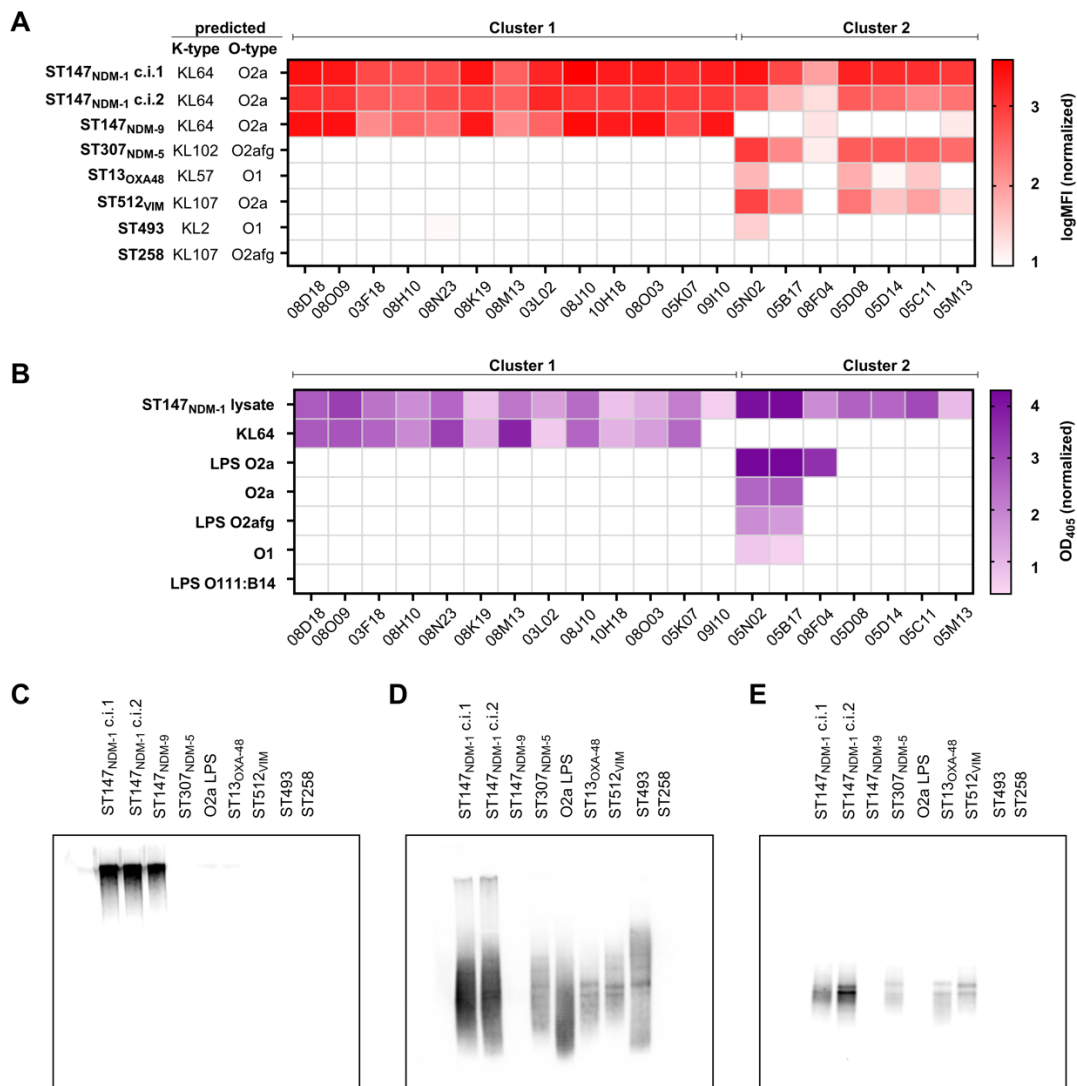 A
predicted
K-type O-type
Cluster 1
Cluster 2
ST147NDM-1 c.i.1 KL64 O2a
ST147NDM-1 c.i.2 KL64 O2a
ST147NDM-9 KL64 O2a
ST307NDM-5 KL102 O2afg
ST13OXA48 KL57 O1
ST512VIM KL107 O2a
ST493 KL2 O1
ST258 KL107 O2afg
3
2
1
logMFI (normalized)
08D18 08O09 03F18 08H10 08N23 08K19 08M13 03L02 08J10 10H18 08O03 05K07 09I10 05N02 05B17 08F04 05D08 05D14 05C11 05M13
B
Cluster 1
Cluster 2
ST147NDM-1 lysate
KL64
LPS O2a
O2a
LPS O2afg
O1
LPS O111:B14
4
3
2
1
OD405 (normalized)
08D18 08O09 03F18 08H10 08N23 08K19 08M13 03L02 08J10 10H18 08O03 05K07 09I10 05N02 05B17 08F04 05D08 05D14 05C11 05M13
C
ST147NDM-1 c.i.1
ST147NDM-1 c.i.2
ST147NDM-9
ST307NDM-5
O2a LPS
ST13OXA-48
ST512VIM
ST493
ST258
D
ST147NDM-1 c.i.1
ST147NDM-1 c.i.2
ST147NDM-9
ST307NDM-5
O2a LPS
ST13OXA-48
ST512VIM
ST493
ST258
E
ST147NDM-1 c.i.1
ST147NDM-1 c.i.2
ST147NDM-9
ST307NDM-5
O2a LPS
ST13OXA-48
ST512VIM
ST493
ST258